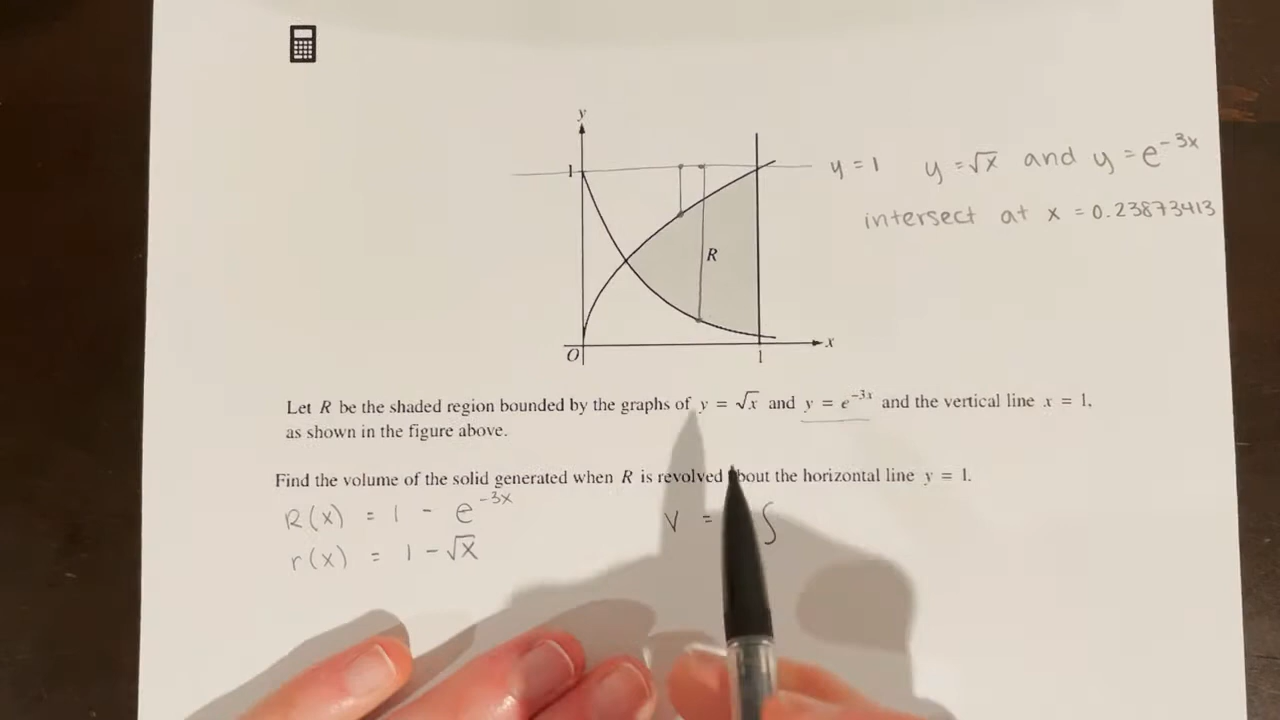 y
1
y = 1 y = √x and y = e^-3x
intersect at x = 0.23873413
R
O
1
x
Let R be the shaded region bounded by the graphs of y = √x and y = e^-3x and the vertical line x = 1,
as shown in the figure above.
Find the volume of the solid generated when R is revolved about the horizontal line y = 1.
R(x) = 1 - e^-3x
V = ∫
r(x) = 1 - √x